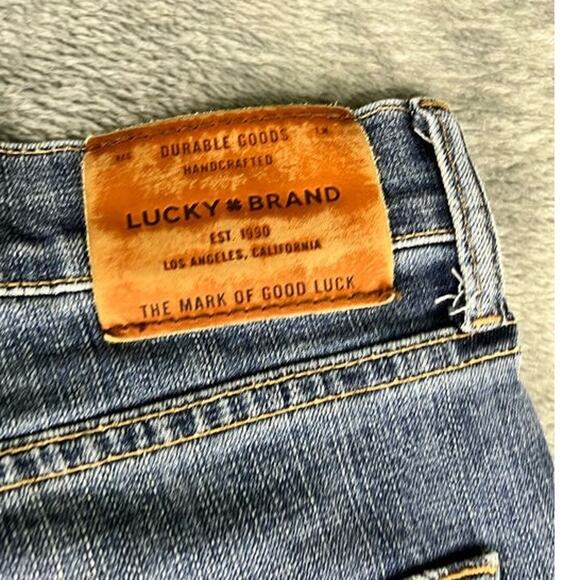 DURABLE GOODS
HANDCRAFTED
LUCKY BRAND
EST. 1990
LOS ANGELES, CALIFORNIA
THE MARK OF GOOD LUCK